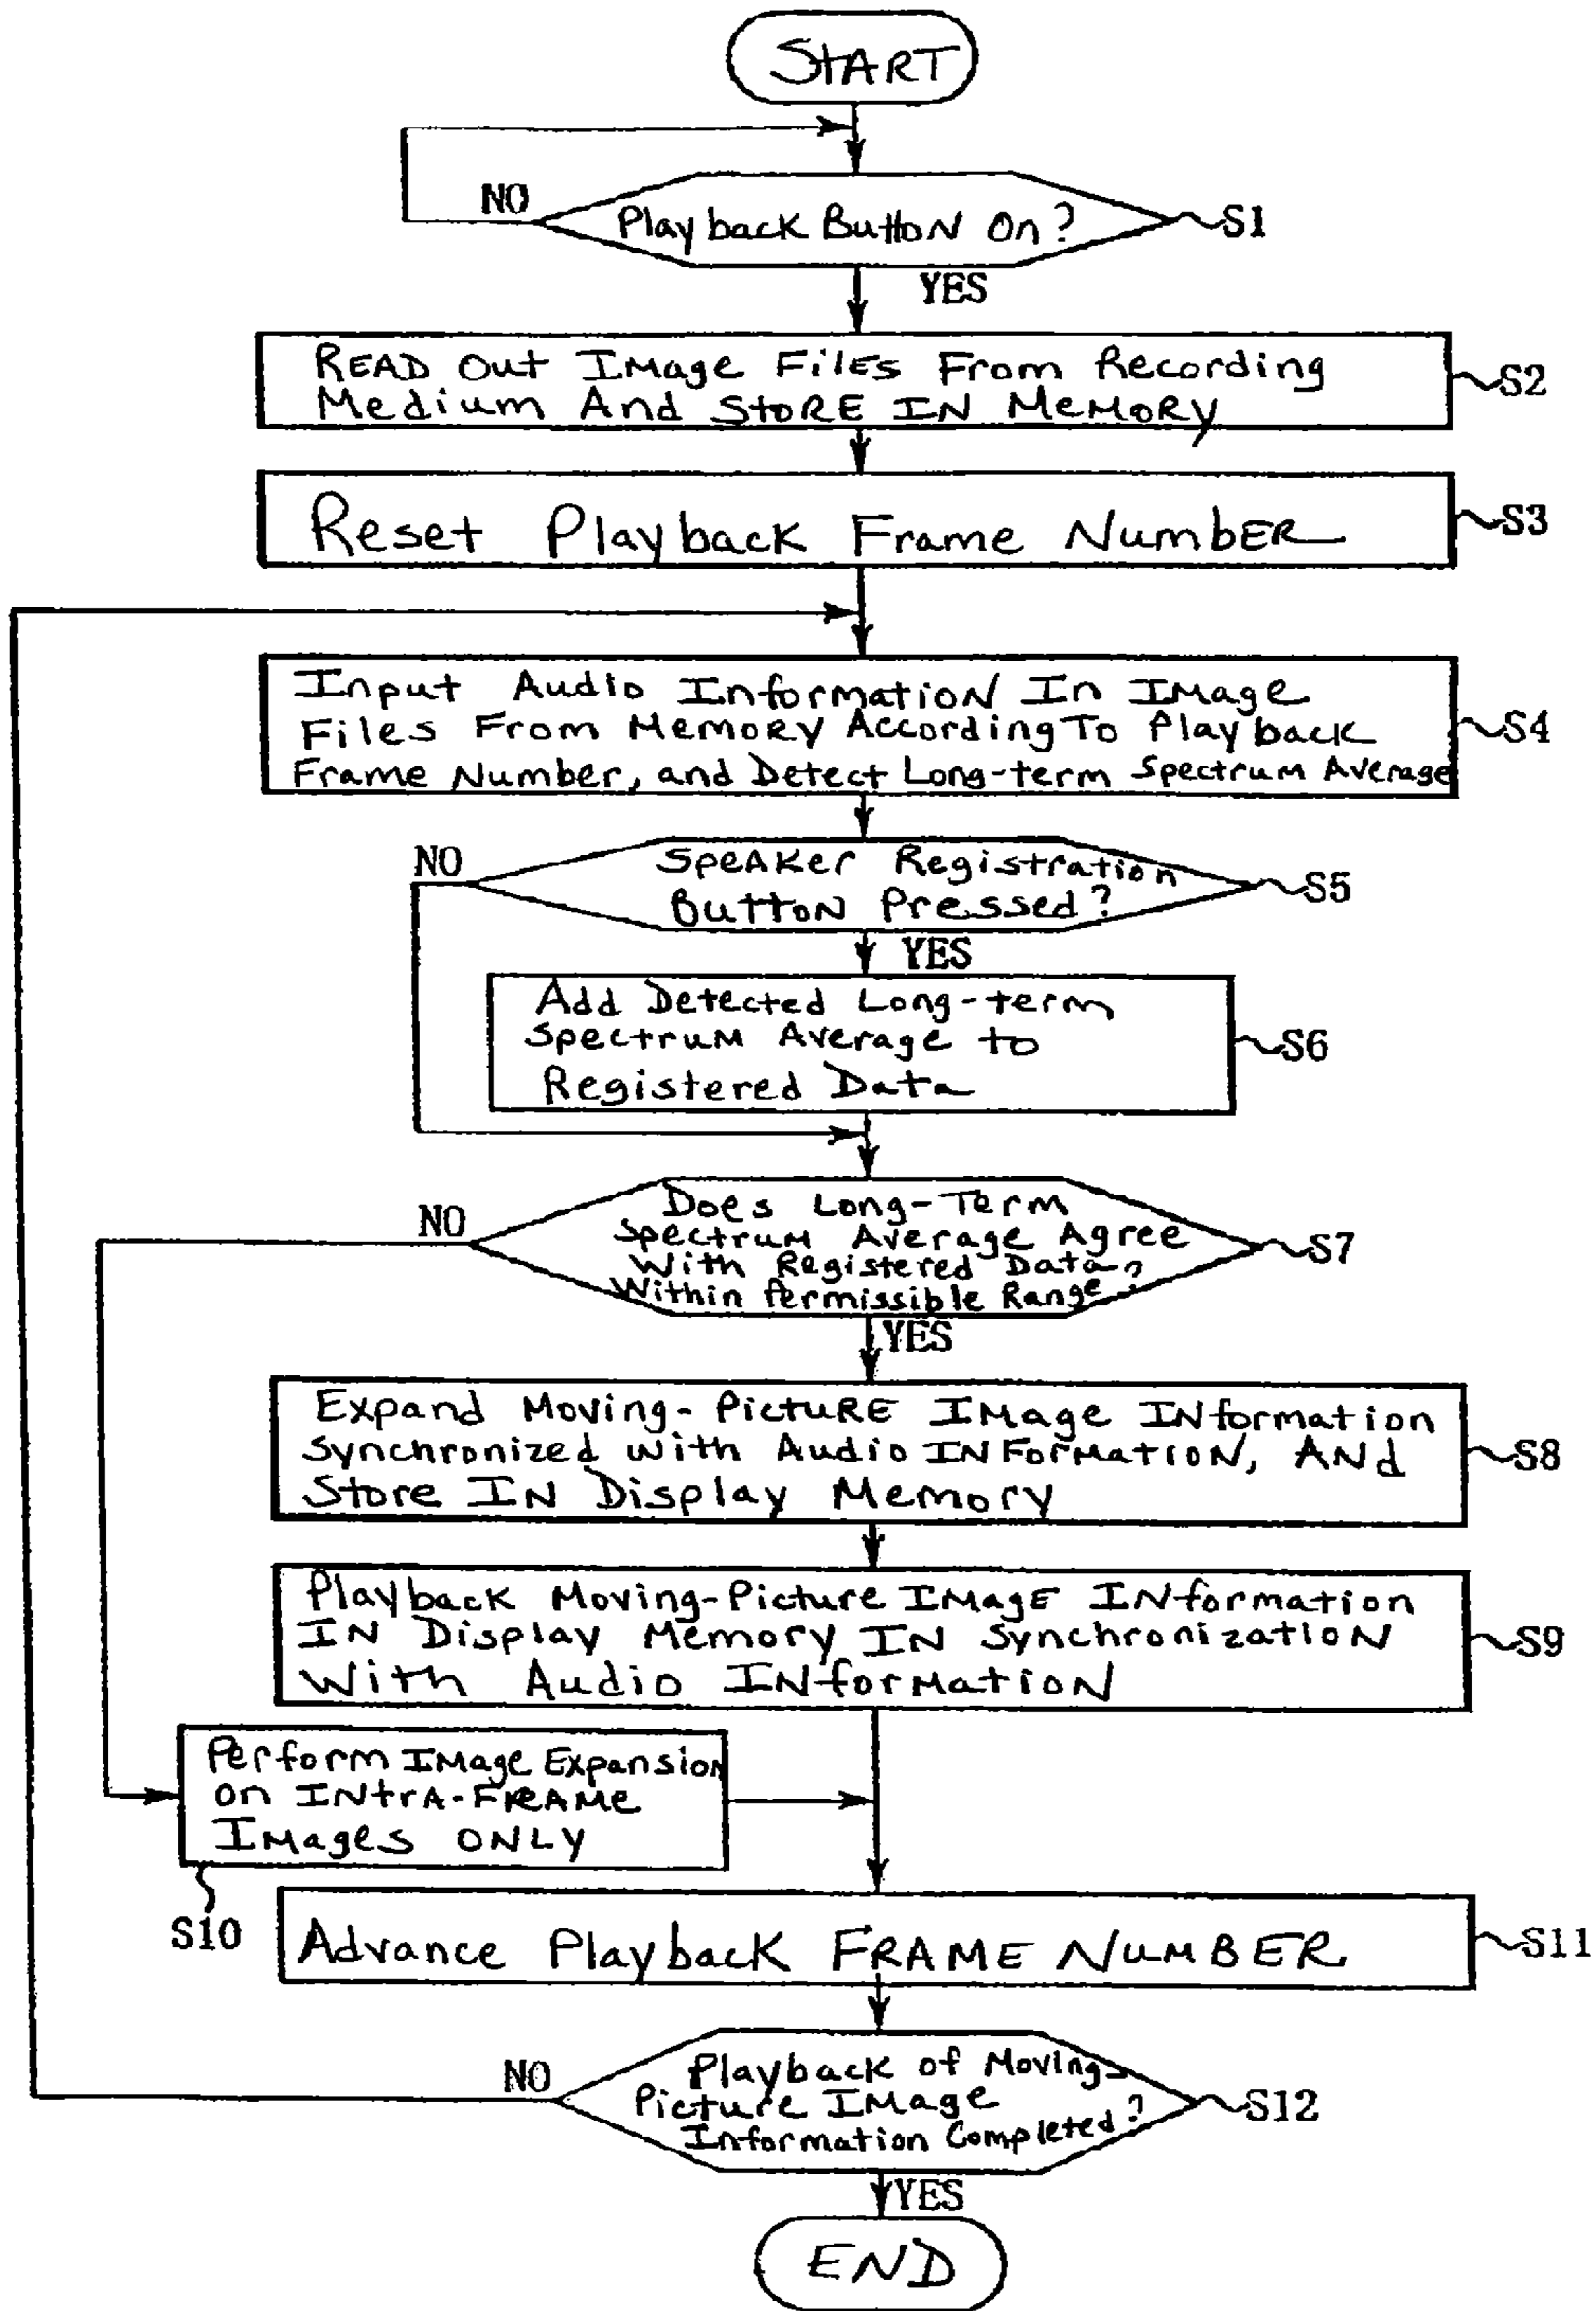 START
NO
Playback Button On?
S1
YES
READ Out Image Files From Recording
Medium And STORE IN MEMORY
S2
Reset Playback Frame NumbER
S3
Input Audio Information In Image
Files From Memory According To Playback
Frame Number, and Detect Long-term Spectrum Average
S4
NO
Speaker Registration
Button Pressed?
S5
YES
Add Detected Long-term
Spectrum Average to
Registered Data
S6
NO
Does Long-Term
Spectrum Average Agree
With Registered Data
Within Permissible Range?
S7
YES
Expand Moving-PictURE Image INformation
Synchronized with Audio INFormation, ANd
Store IN Display Memory
S8
Playback Moving-Picture IMagE INformation
IN Display Memory IN SynchronizatioN
With Audio INformatioN
S9
Perform Image Expansion
on INtrA-FRAMe
Images ONLY
S10
Advance Playback FRAME NUMBER
S11
NO
Playback of Moving-
Picture Image
Information Completed?
S12
YES
END